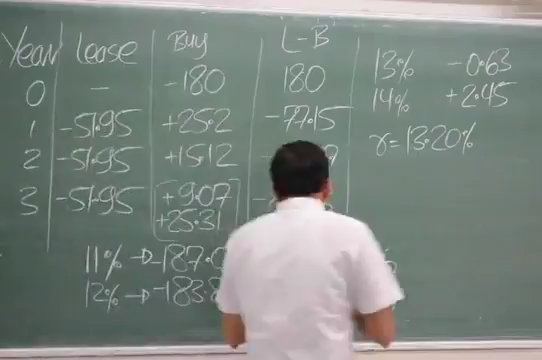 Year Lease Buy L-B
0 - -180 180
1 -51.95 +25.2 -77.15
2 -51.95 +15.12
3 -51.95 +9.07
+25.31
11% → -187.0
12% → -183.8
13% -0.63
14% +2.45
r = 13.20%